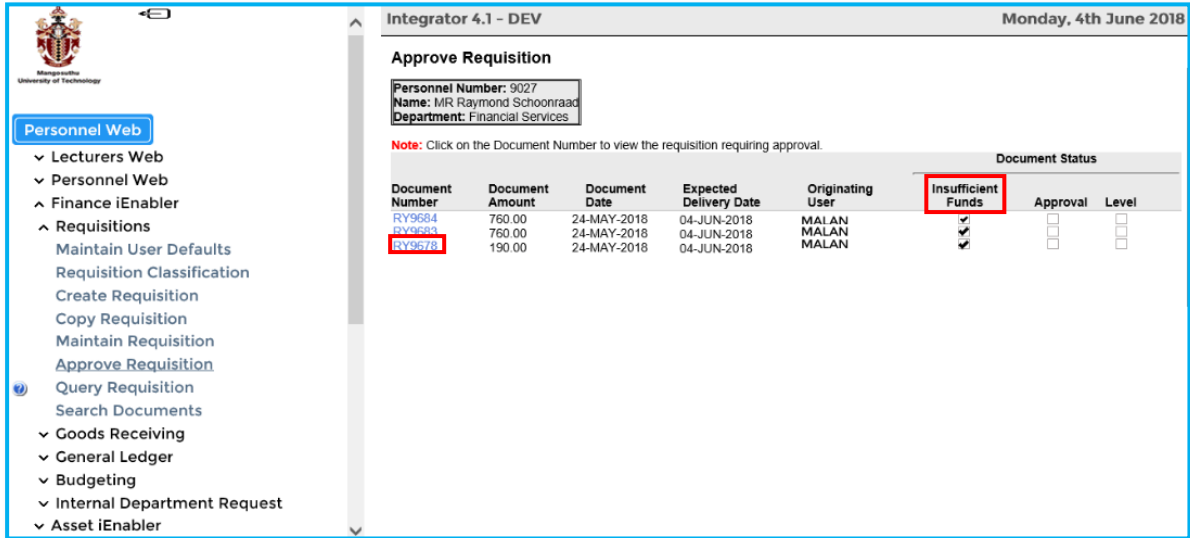 Mangosuthu
University of Technology
Personnel Web
Lecturers Web
Personnel Web
Finance iEnabler
Requisitions
Maintain User Defaults
Requisition Classification
Create Requisition
Copy Requisition
Maintain Requisition
Approve Requisition
Query Requisition
Search Documents
Goods Receiving
General Ledger
Budgeting
Internal Department Request
Asset iEnabler
Integrator 4.1 - DEV Monday, 4th June 2018
Approve Requisition
Personnel Number: 9027
Name: MR Raymond Schoonraad
Department: Financial Services
Note: Click on the Document Number to view the requisition requiring approval.
Document Status
Document Document Document Expected Originating Insufficient
Number Amount Date Delivery Date User Funds Approval Level
RY9684 760.00 24-MAY-2018 04-JUN-2018 MALAN
RY9683 760.00 24-MAY-2018 04-JUN-2018 MALAN
RY9678 190.00 24-MAY-2018 04-JUN-2018 MALAN